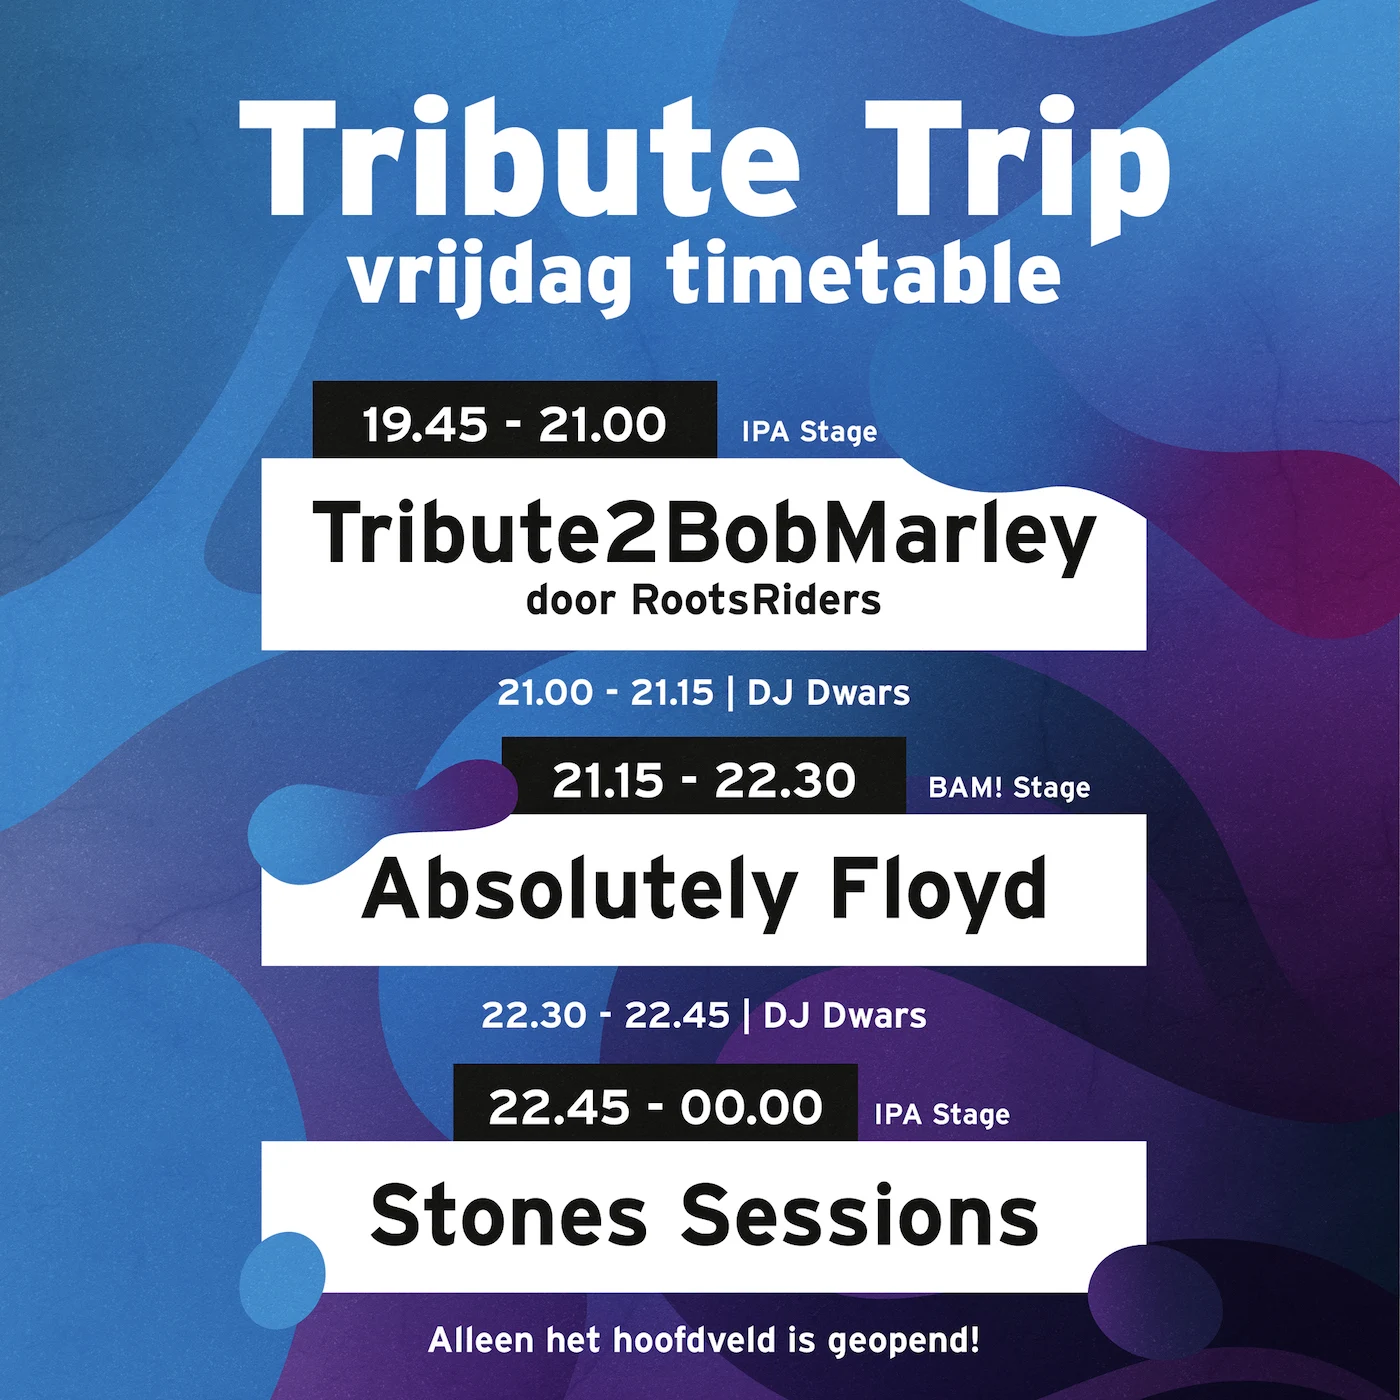 Tribute Trip
vrijdag timetable
19.45 - 21.00 IPA Stage
Tribute2BobMarley
door RootsRiders
21.00 - 21.15 | DJ Dwars
21.15 - 22.30 BAM! Stage
Absolutely Floyd
22.30 - 22.45 | DJ Dwars
22.45 - 00.00 IPA Stage
Stones Sessions
Alleen het hoofdveld is geopend!